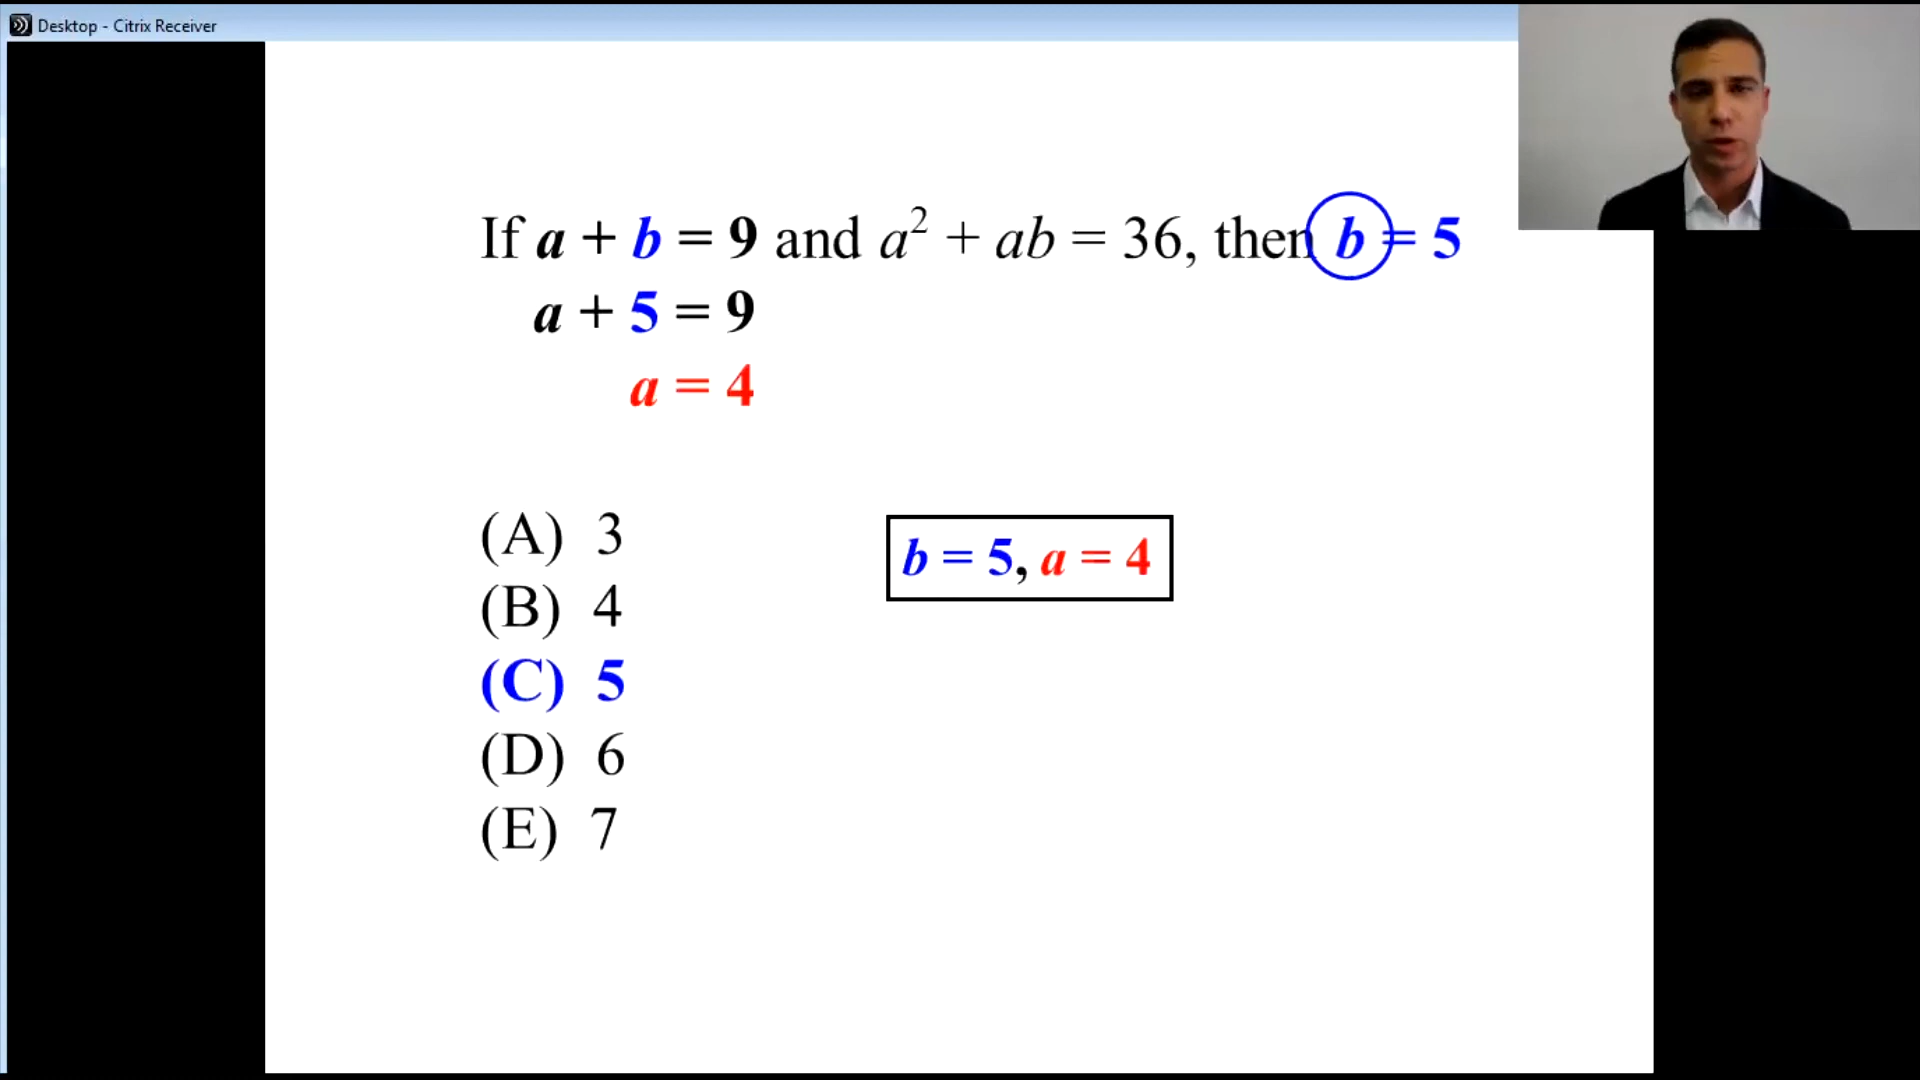 Desktop - Citrix Receiver
If a + b = 9 and a² + ab = 36, then b = 5
a + 5 = 9
a = 4
(A) 3
b = 5, a = 4
(B) 4
(C) 5
(D) 6
(E) 7